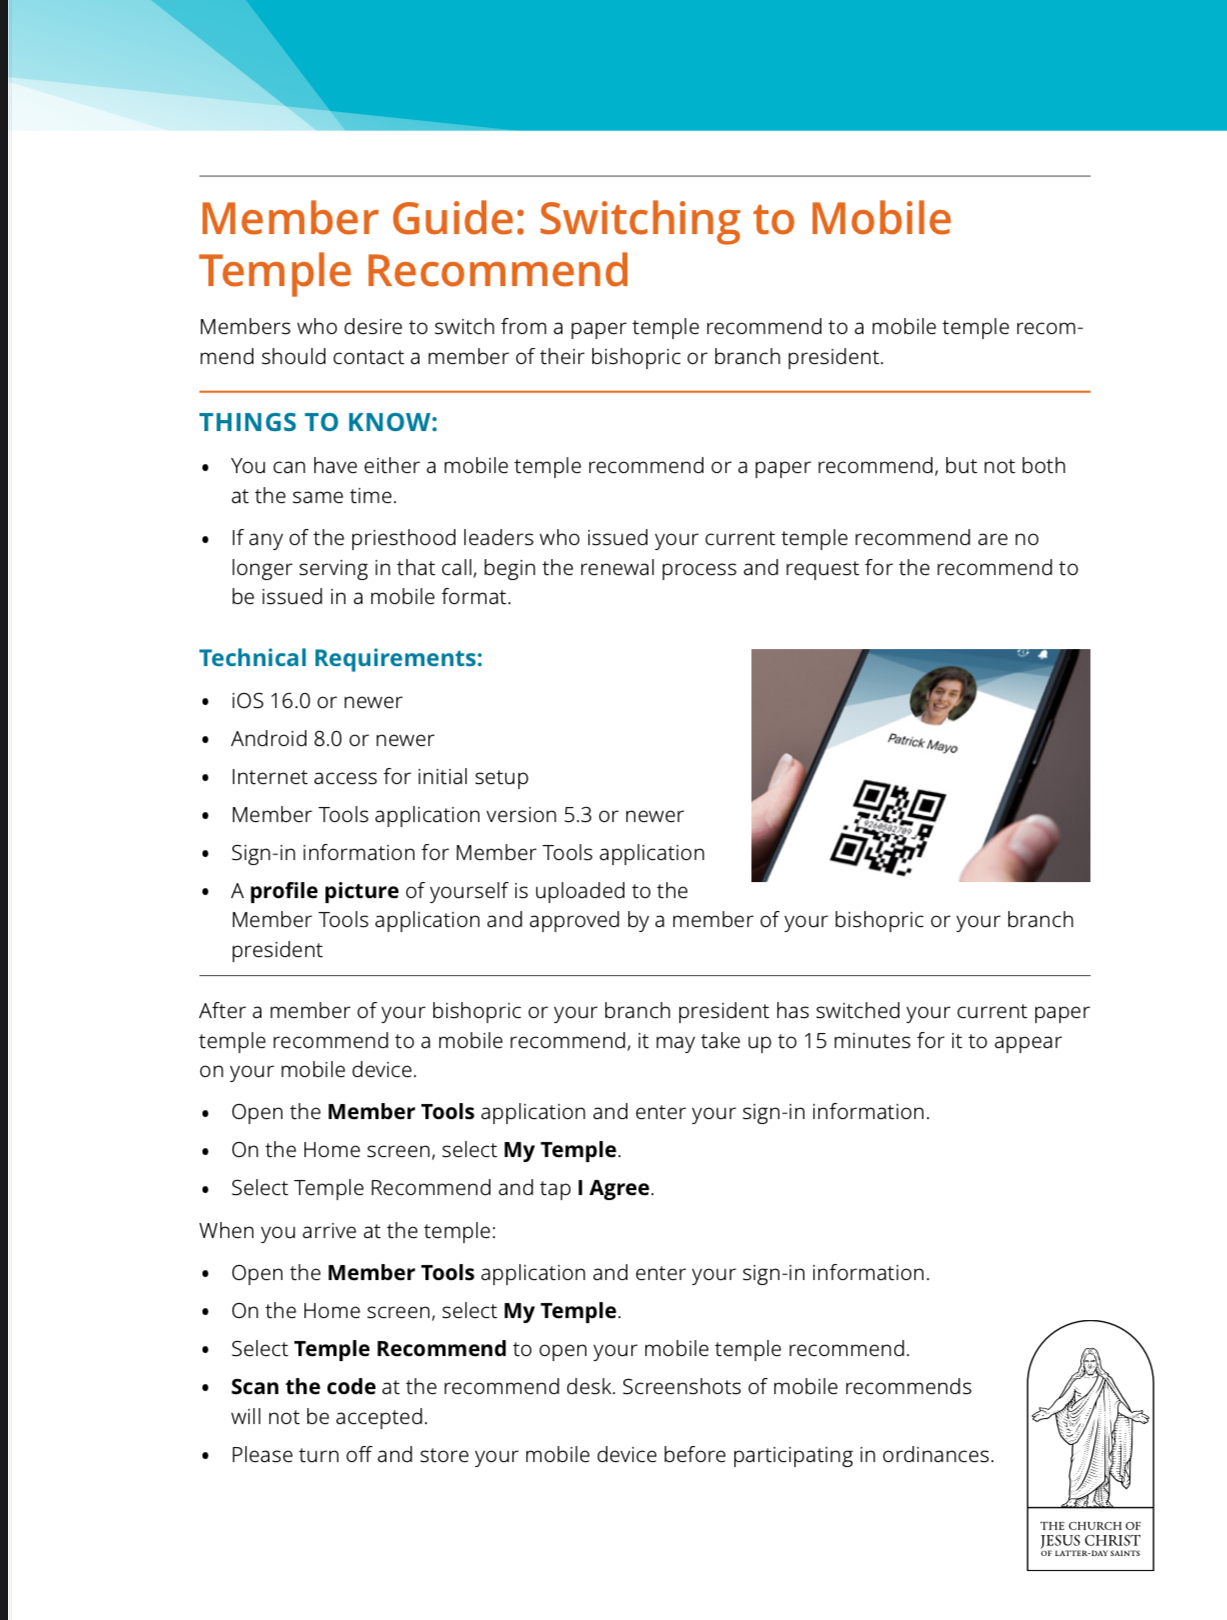 Member Guide: Switching to Mobile
Temple Recommend
Members who desire to switch from a paper temple recommend to a mobile temple recom-
mend should contact a member of their bishopric or branch president.
THINGS TO KNOW:
• You can have either a mobile temple recommend or a paper recommend, but not both
at the same time.
• If any of the priesthood leaders who issued your current temple recommend are no
longer serving in that call, begin the renewal process and request for the recommend to
be issued in a mobile format.
Technical Requirements:
• iOS 16.0 or newer
• Android 8.0 or newer
• Internet access for initial setup
• Member Tools application version 5.3 or newer
• Sign-in information for Member Tools application
• A profile picture of yourself is uploaded to the
Member Tools application and approved by a member of your bishopric or your branch
president
Patrick Mayo
9260502709
After a member of your bishopric or your branch president has switched your current paper
temple recommend to a mobile recommend, it may take up to 15 minutes for it to appear
on your mobile device.
• Open the Member Tools application and enter your sign-in information.
• On the Home screen, select My Temple.
• Select Temple Recommend and tap I Agree.
When you arrive at the temple:
• Open the Member Tools application and enter your sign-in information.
• On the Home screen, select My Temple.
• Select Temple Recommend to open your mobile temple recommend.
• Scan the code at the recommend desk. Screenshots of mobile recommends
will not be accepted.
• Please turn off and store your mobile device before participating in ordinances.
THE CHURCH OF
JESUS CHRIST
OF LATTER-DAY SAINTS